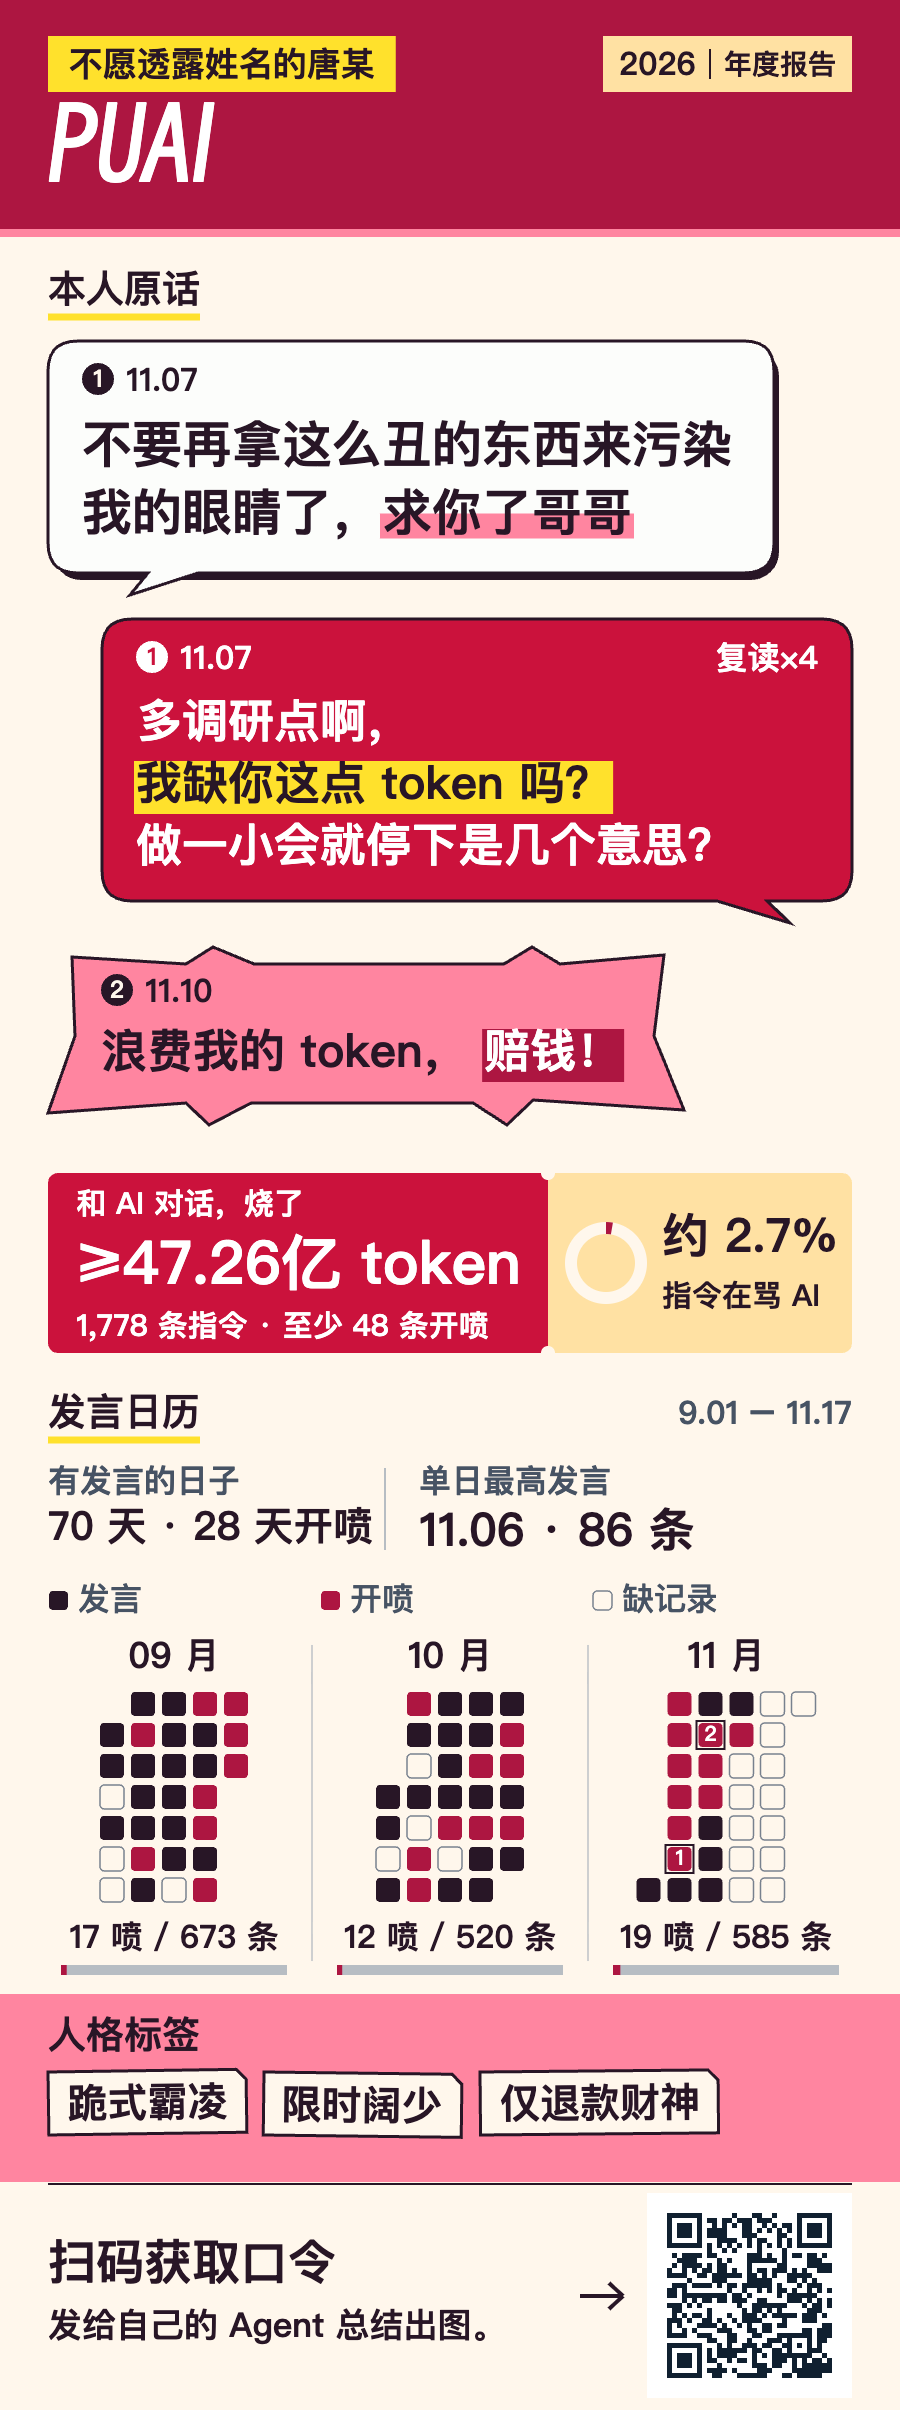 不愿透露姓名的唐某
2026｜年度报告
PUAI
本人原话
1 11.07
不要再拿这么丑的东西来污染
我的眼睛了，求你了哥哥
1 11.07
复读×4
多调研点啊，
我缺你这点 token 吗？
做一小会就停下是几个意思？
2 11.10
浪费我的 token， 赔钱！
和 AI 对话，烧了
≥47.26亿 token
1,778 条指令 · 至少 48 条开喷
约 2.7%
指令在骂 AI
发言日历
9.01 — 11.17
有发言的日子
70 天 · 28 天开喷
单日最高发言
11.06 · 86 条
发言
开喷
缺记录
09 月
10 月
11 月
2
1
17 喷 / 673 条
12 喷 / 520 条
19 喷 / 585 条
人格标签
跪式霸凌
限时阔少
仅退款财神
扫码获取口令
发给自己的 Agent 总结出图。
→